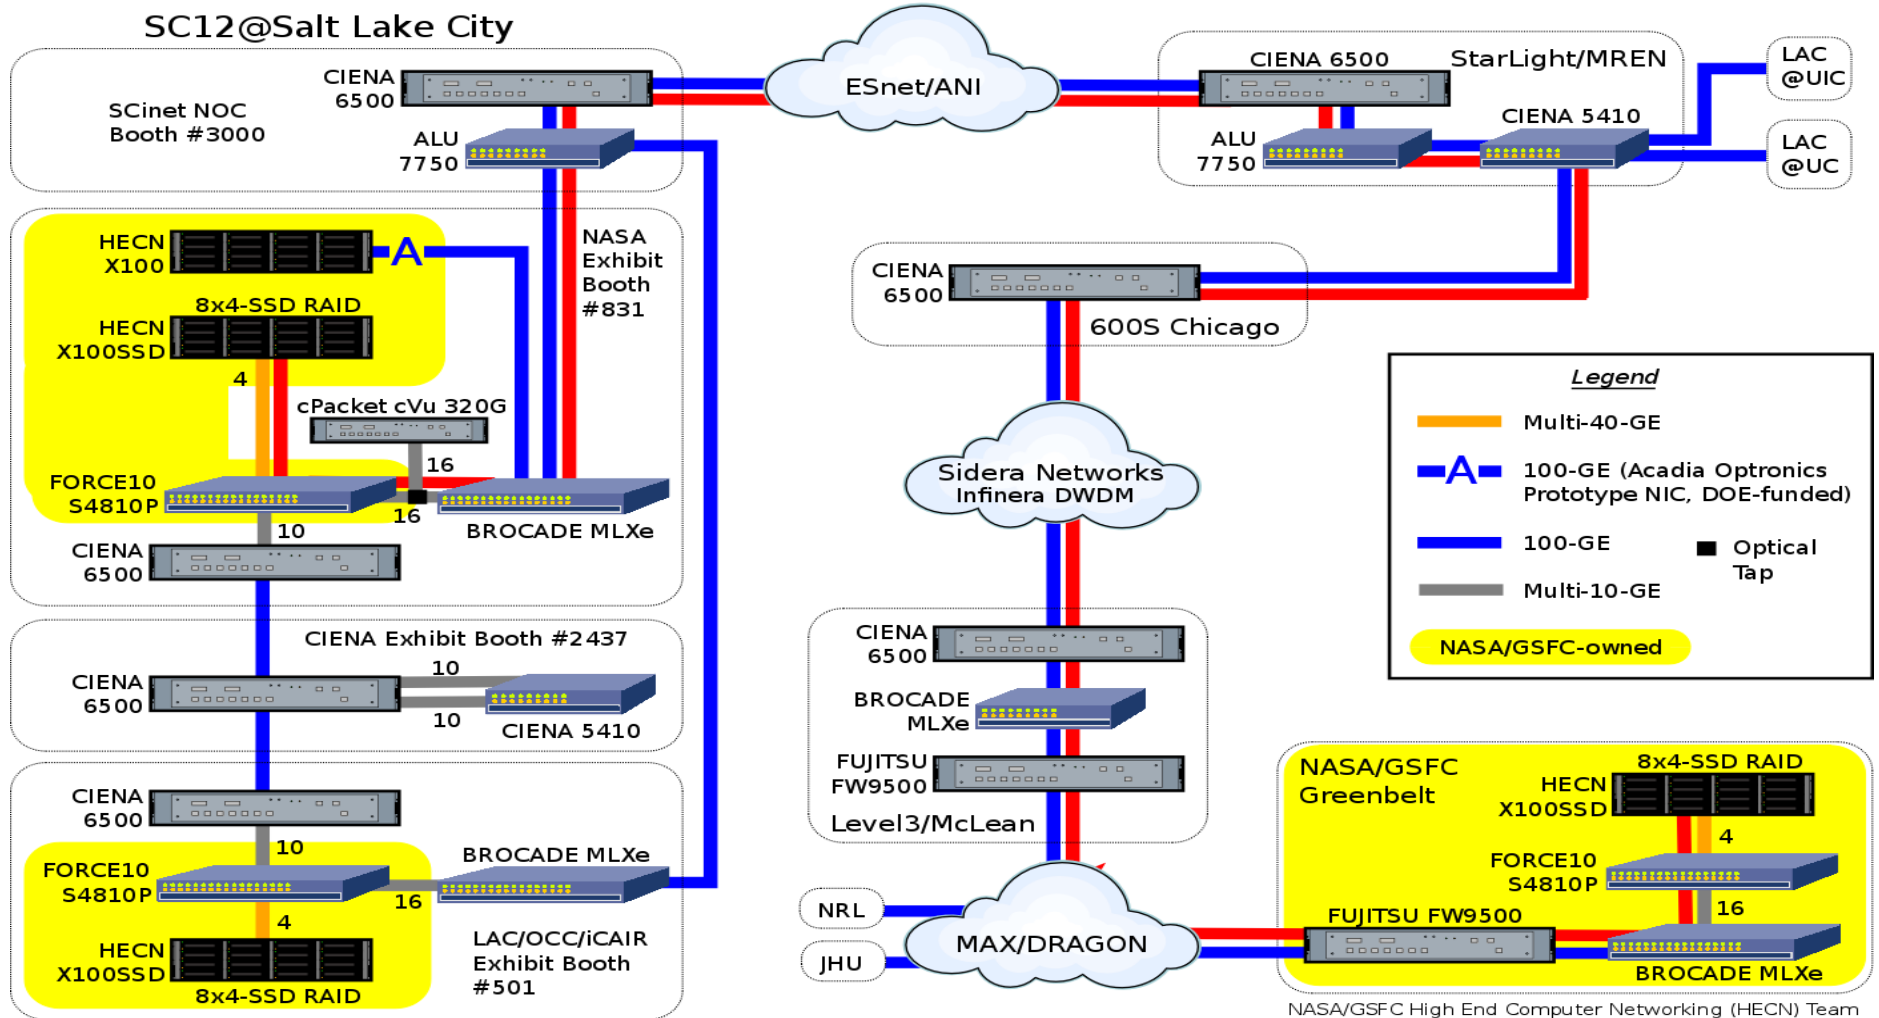 SC12@Salt Lake City
SCinet NOC
Booth #3000
CIENA
6500
ALU
7750
ESnet/ANI
CIENA 6500
StarLight/MREN
CIENA 5410
ALU
7750
LAC
@UIC
LAC
@UC
HECN
X100
A
NASA
Exhibit
Booth
#831
8x4-SSD RAID
HECN
X100SSD
4
cPacket cVu 320G
16
FORCE10
S4810P
16
BROCADE MLXe
10
CIENA
6500
CIENA Exhibit Booth #2437
CIENA
6500
10
10
CIENA 5410
CIENA
6500
10
FORCE10
S4810P
BROCADE MLXe
16
4
HECN
X100SSD
8x4-SSD RAID
LAC/OCC/iCAIR
Exhibit Booth
#501
CIENA
6500
600S Chicago
Sidera Networks
Infinera DWDM
CIENA
6500
BROCADE
MLXe
FUJITSU
FW9500
Level3/McLean
NRL
JHU
MAX/DRAGON
Legend
Multi-40-GE
A
100-GE (Acadia Optronics
Prototype NIC, DOE-funded)
100-GE
Optical
Tap
Multi-10-GE
NASA/GSFC-owned
NASA/GSFC
Greenbelt
8x4-SSD RAID
HECN
X100SSD
4
FORCE10
S4810P
16
FUJITSU FW9500
BROCADE MLXe
NASA/GSFC High End Computer Networking (HECN) Team